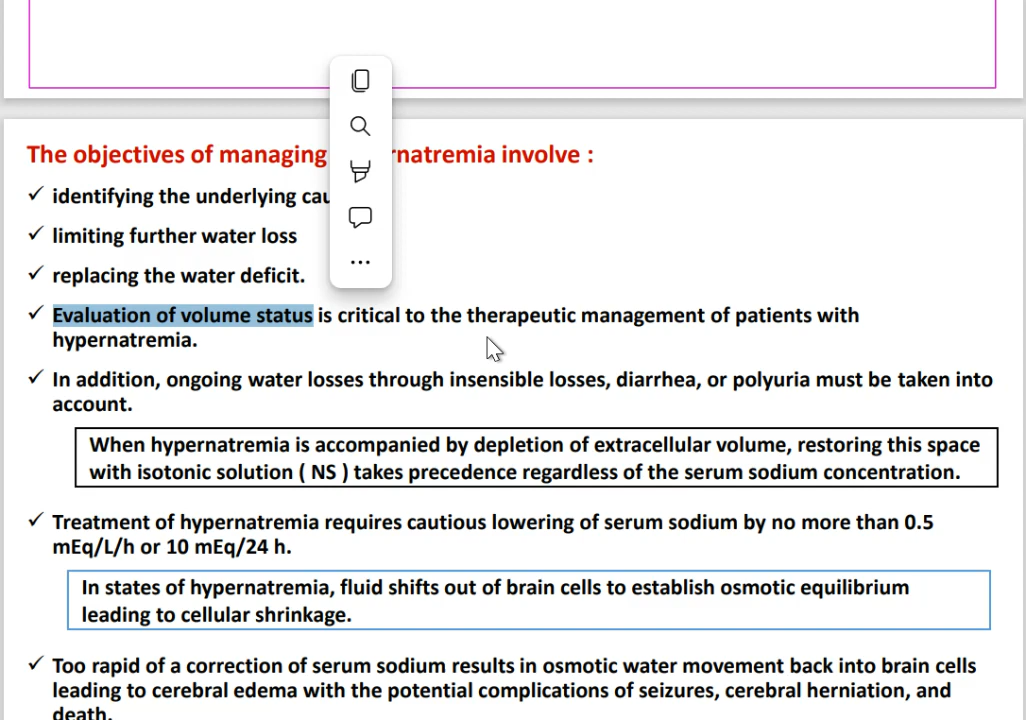 The objectives of managing rnatremia involve :
✓ identifying the underlying cau
✓ limiting further water loss
✓ replacing the water deficit.
✓ Evaluation of volume status is critical to the therapeutic management of patients with
hypernatremia.
✓ In addition, ongoing water losses through insensible losses, diarrhea, or polyuria must be taken into
account.
When hypernatremia is accompanied by depletion of extracellular volume, restoring this space
with isotonic solution ( NS ) takes precedence regardless of the serum sodium concentration.
✓ Treatment of hypernatremia requires cautious lowering of serum sodium by no more than 0.5
mEq/L/h or 10 mEq/24 h.
In states of hypernatremia, fluid shifts out of brain cells to establish osmotic equilibrium
leading to cellular shrinkage.
✓ Too rapid of a correction of serum sodium results in osmotic water movement back into brain cells
leading to cerebral edema with the potential complications of seizures, cerebral herniation, and
death.